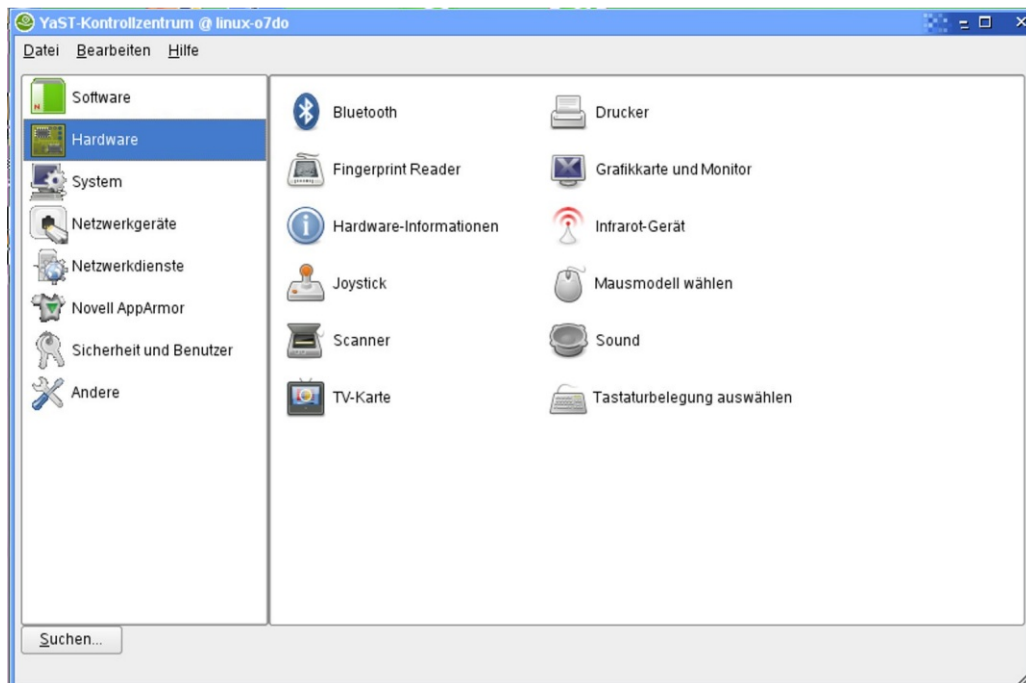 YaST-Kontrollzentrum @ linux-o7do
Datei Bearbeiten Hilfe
Software
Hardware
System
Netzwerkgeräte
Netzwerkdienste
Novell AppArmor
Sicherheit und Benutzer
Andere
Bluetooth
Drucker
Fingerprint Reader
Grafikkarte und Monitor
Hardware-Informationen
Infrarot-Gerät
Joystick
Mausmodell wählen
Scanner
Sound
TV-Karte
Tastaturbelegung auswählen
Suchen...